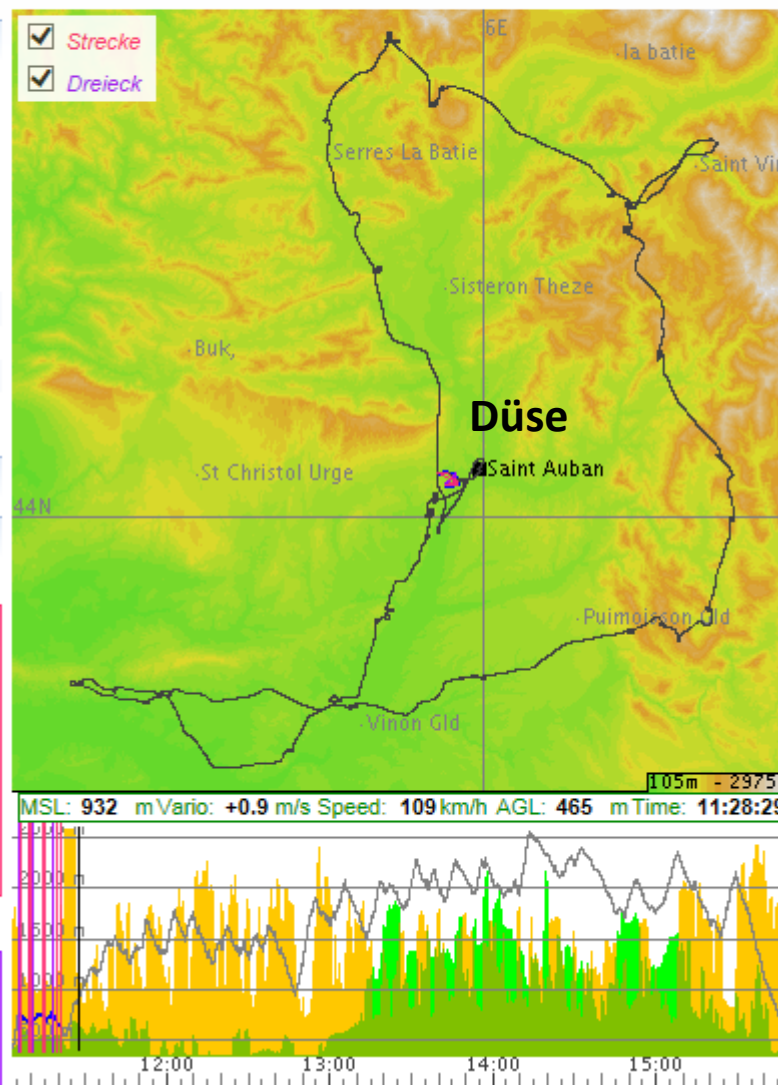 Strecke
Dreieck
6E
la batie
Serres La Batie
Saint Vin
Sisteron Theze
Buk,
Düse
St Christol Urge
Saint Auban
44N
Puimoisson Gld
Vinon Gld
105m - 2975
MSL: 932 m Vario: +0.9 m/s Speed: 109 km/h AGL: 465 m Time: 11:28:29
2000 m
1500 m
1000 m
12:00 13:00 14:00 15:00